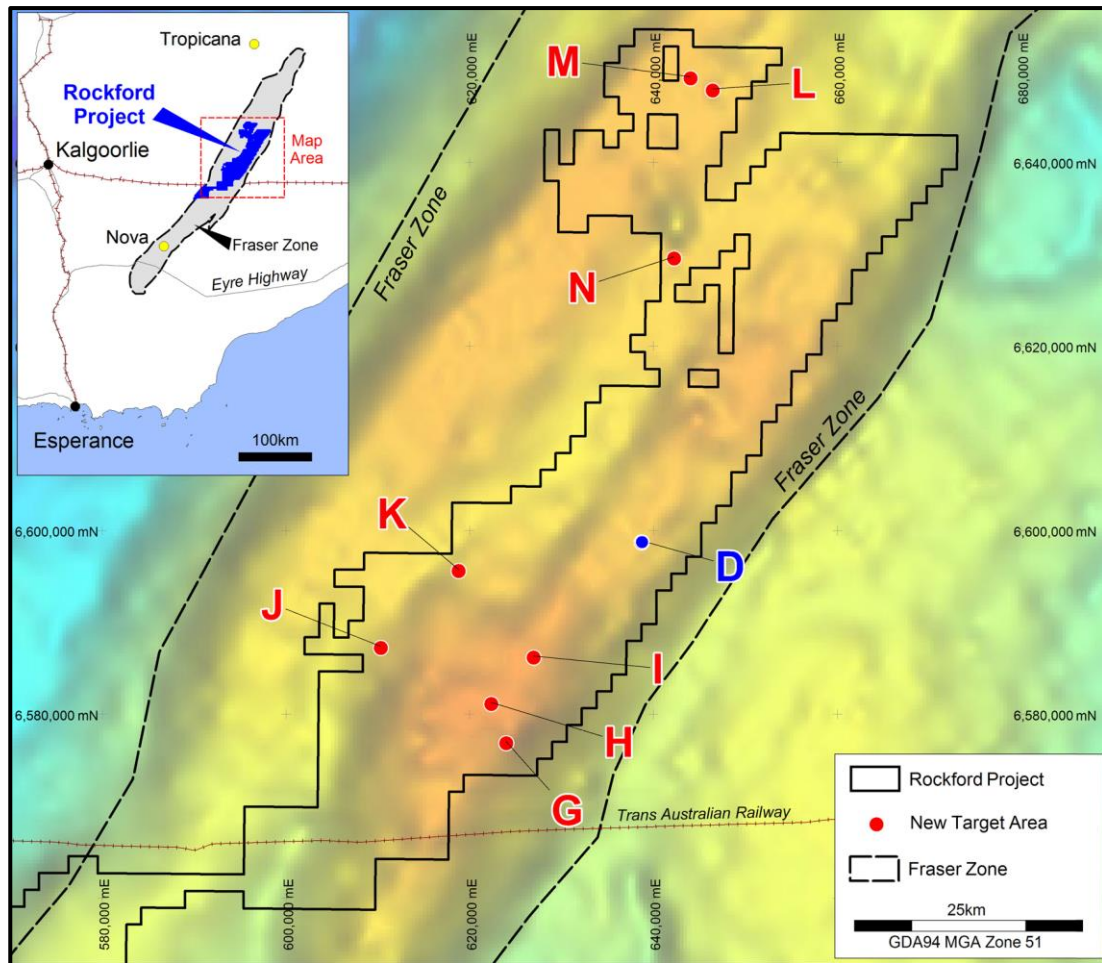 Tropicana
Rockford
Project
Kalgoorlie
Map
Area
Nova
Fraser Zone
Eyre Highway
Esperance
100km
620,000 mE
640,000 mE
660,000 mE
680,000 mE
M
L
6,640,000 mN
Fraser Zone
N
6,620,000 mN
Fraser Zone
K
6,600,000 mN
6,600,000 mN
D
J
I
6,580,000 mN
6,580,000 mN
H
G
Trans Australian Railway
580,000 mE
600,000 mE
620,000 mE
640,000 mE
Rockford Project
New Target Area
Fraser Zone
25km
GDA94 MGA Zone 51